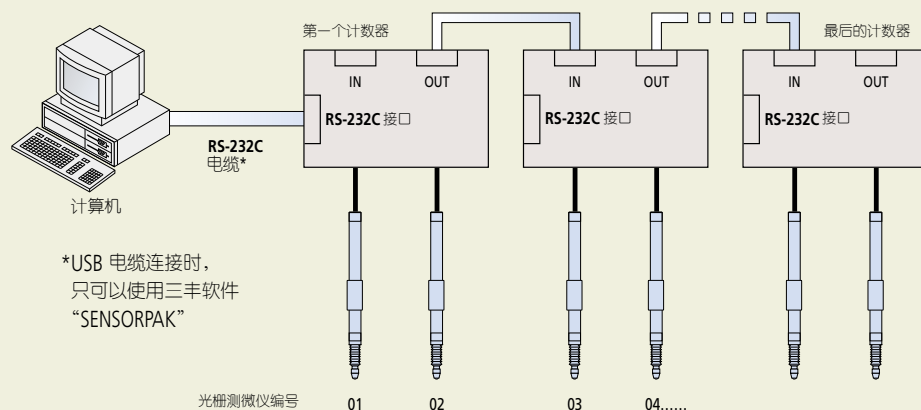 第一个计数器
最后的计数器
IN
OUT
IN
OUT
IN
OUT
RS-232C 接口
RS-232C 接口
RS-232C 接口
RS-232C
电缆*
计算机
*USB 电缆连接时，
只可以使用三丰软件
“SENSORPAK”
光栅测微仪编号
01
02
03
04......